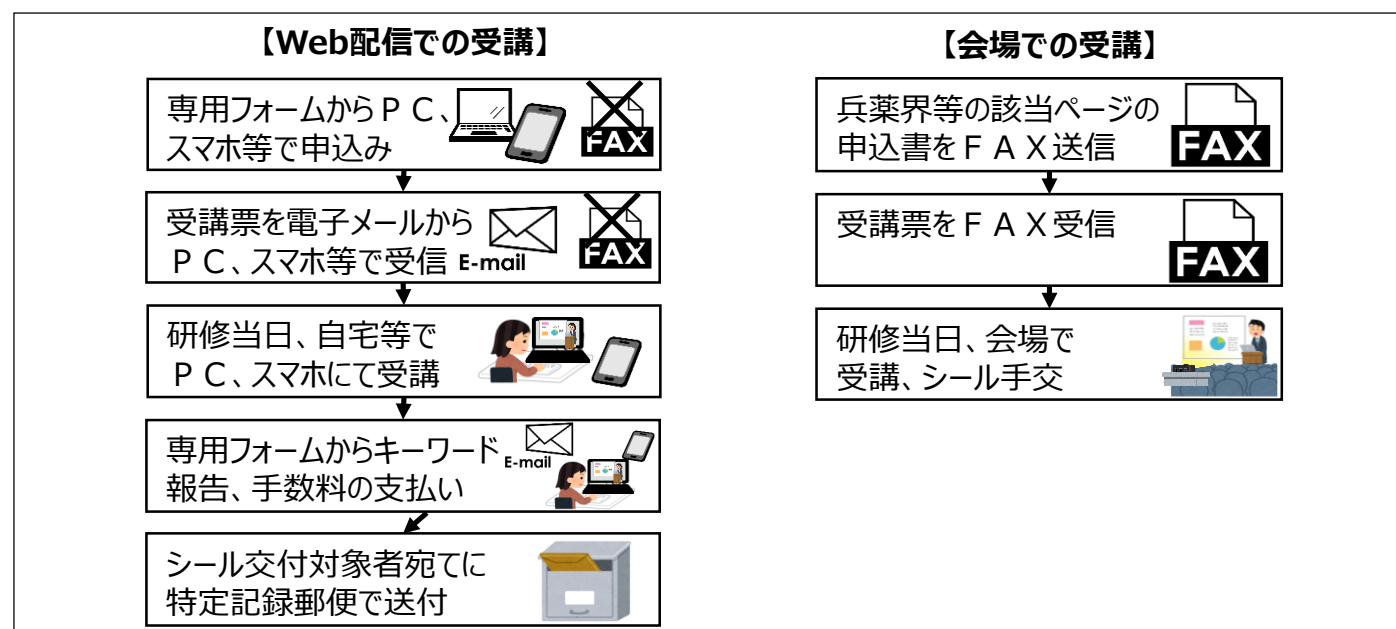 【Web配信での受講】
専用フォームからＰＣ、
スマホ等で申込み
FAX
受講票を電子メールから
ＰＣ、スマホ等で受信
E-mail
FAX
研修当日、自宅等で
ＰＣ、スマホにて受講
専用フォームからキーワード
報告、手数料の支払い
E-mail
シール交付対象者宛てに
特定記録郵便で送付
【会場での受講】
兵薬界等の該当ページの
申込書をＦＡＸ送信
FAX
受講票をＦＡＸ受信
FAX
研修当日、会場で
受講、シール手交